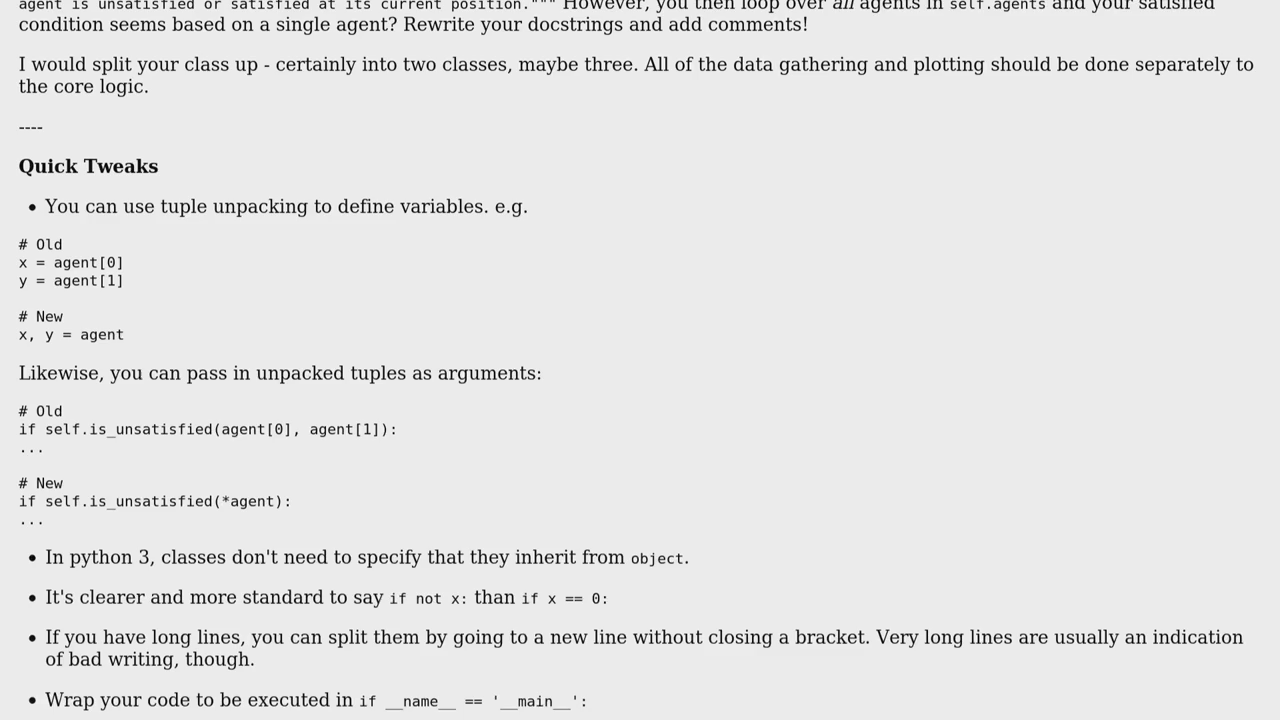 agent is unsatisfied or satisfied at its current position.""" However, you then loop over all agents in self.agents and your satisfied
condition seems based on a single agent? Rewrite your docstrings and add comments!
I would split your class up - certainly into two classes, maybe three. All of the data gathering and plotting should be done separately to
the core logic.
----
Quick Tweaks
• You can use tuple unpacking to define variables. e.g.
# Old
x = agent[0]
y = agent[1]
# New
x, y = agent
Likewise, you can pass in unpacked tuples as arguments:
# Old
if self.is_unsatisfied(agent[0], agent[1]):
...
# New
if self.is_unsatisfied(*agent):
...
• In python 3, classes don't need to specify that they inherit from object.
• It's clearer and more standard to say if not x: than if x == 0:
• If you have long lines, you can split them by going to a new line without closing a bracket. Very long lines are usually an indication
of bad writing, though.
• Wrap your code to be executed in if __name__ == '__main__':